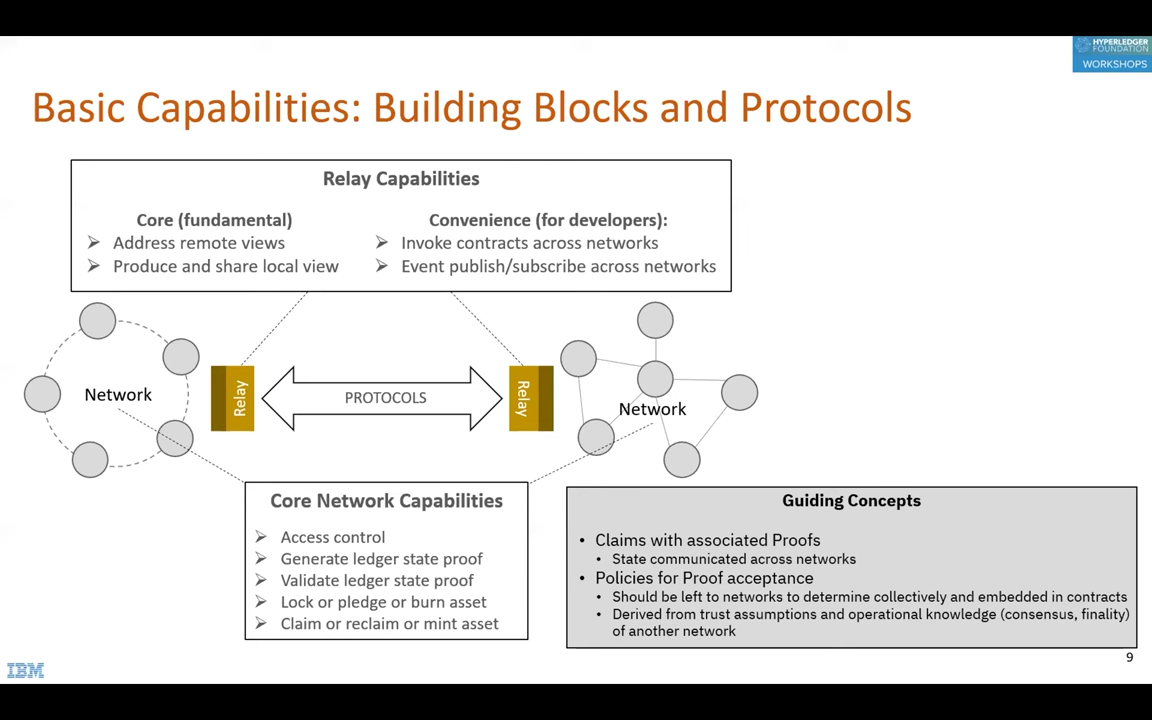 HYPERLEDGER
FOUNDATION
WORKSHOPS
Basic Capabilities: Building Blocks and Protocols
Relay Capabilities
Core (fundamental)
➢ Address remote views
➢ Produce and share local view
Convenience (for developers):
➢ Invoke contracts across networks
➢ Event publish/subscribe across networks
Network
Relay
PROTOCOLS
Relay
Network
Core Network Capabilities
➢ Access control
➢ Generate ledger state proof
➢ Validate ledger state proof
➢ Lock or pledge or burn asset
➢ Claim or reclaim or mint asset
Guiding Concepts
• Claims with associated Proofs
• State communicated across networks
• Policies for Proof acceptance
• Should be left to networks to determine collectively and embedded in contracts
• Derived from trust assumptions and operational knowledge (consensus, finality)
of another network
9
IBM